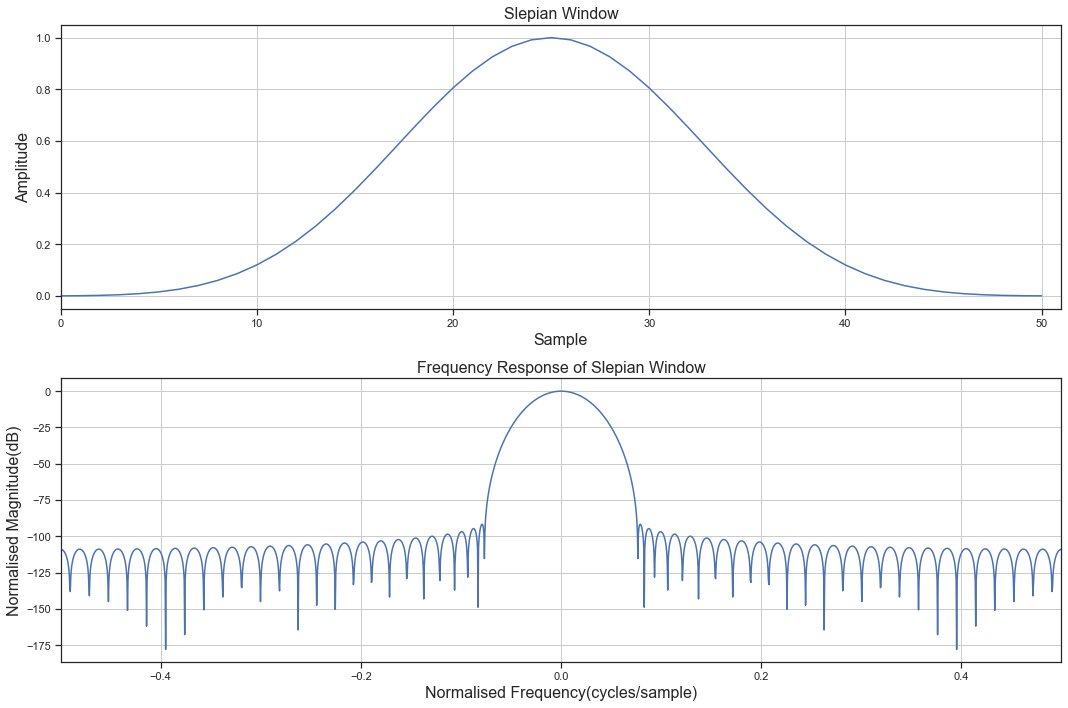 Slepian Window
1.0
0.8
0.6
0.4
0.2
0.0
Amplitude
0 10 20 30 40 50
Sample
Frequency Response of Slepian Window
0
−25
−50
−75
−100
−125
−150
−175
Normalised Magnitude(dB)
−0.4 −0.2 0.0 0.2 0.4
Normalised Frequency(cycles/sample)